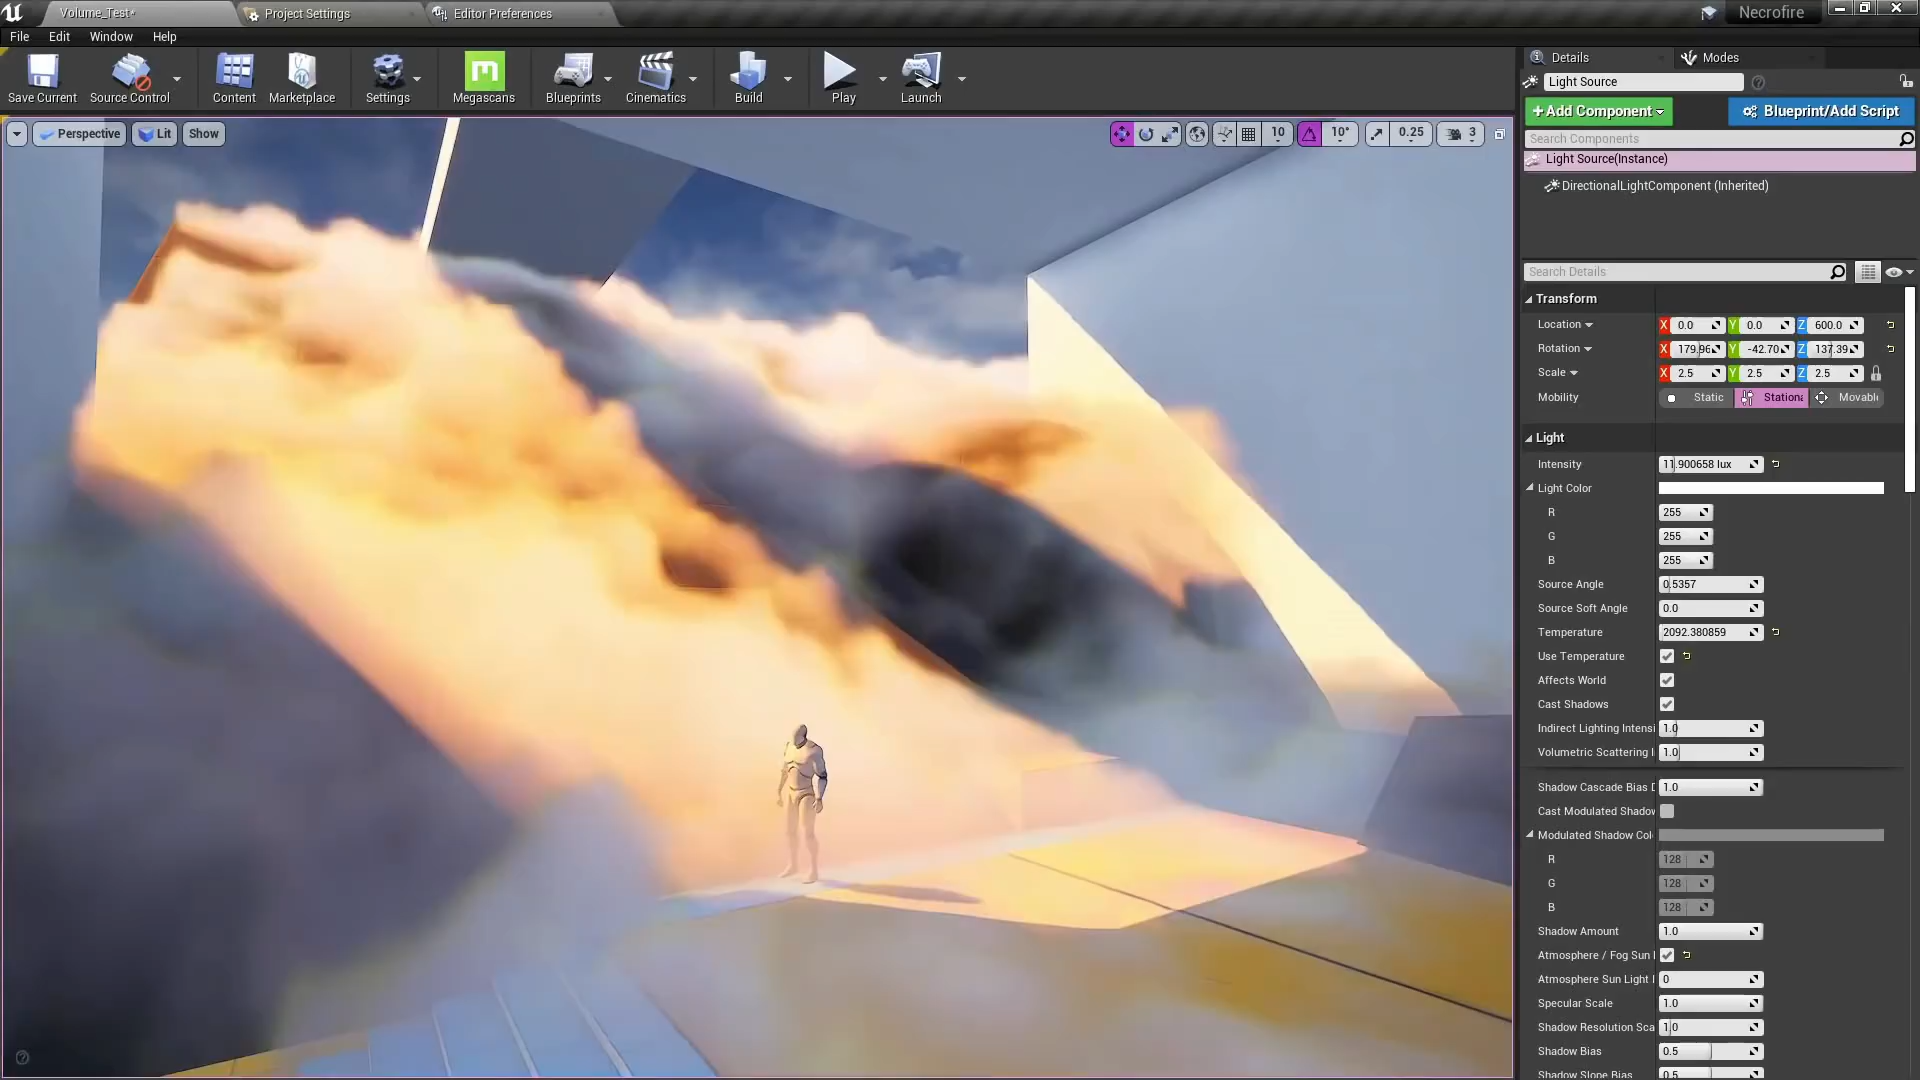 Volume_Test*
Project Settings
Editor Preferences
Necrofire
File Edit Window Help
Save Current Source Control Content Marketplace Settings Megascans Blueprints Cinematics Build Play Launch
Perspective Lit Show
10 10° 0.25 3
Details Modes
Light Source
+Add Component Blueprint/Add Script
Search Components
Light Source(Instance)
DirectionalLightComponent (Inherited)
Search Details
Transform
Location X 0.0 Y 0.0 Z 600.0
Rotation X 179.96 Y -42.70 Z 137.39
Scale X 2.5 Y 2.5 Z 2.5
Mobility Static Stationa Movabl
Light
Intensity 11.900658 lux
Light Color
R 255
G 255
B 255
Source Angle 0.5357
Source Soft Angle 0.0
Temperature 2092.380859
Use Temperature
Affects World
Cast Shadows
Indirect Lighting Intensi 1.0
Volumetric Scattering I 1.0
Shadow Cascade Bias D 1.0
Cast Modulated Shadow
Modulated Shadow Col
R 128
G 128
B 128
Shadow Amount 1.0
Atmosphere / Fog Sun L
Atmosphere Sun Light I 0
Specular Scale 1.0
Shadow Resolution Sca 1.0
Shadow Bias 0.5
Shadow Slope Bias 0.5